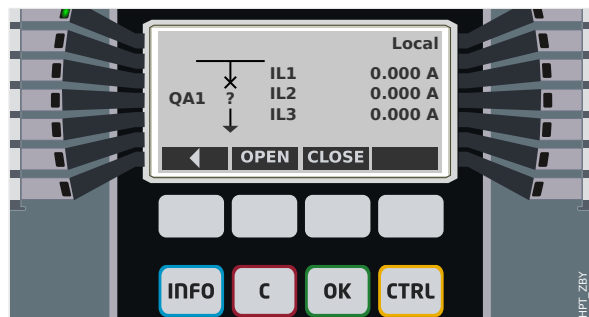 Local
IL1 0.000 A
QA1 ? IL2 0.000 A
IL3 0.000 A
OPEN CLOSE
INFO C OK CTRL
HPT_ZBY